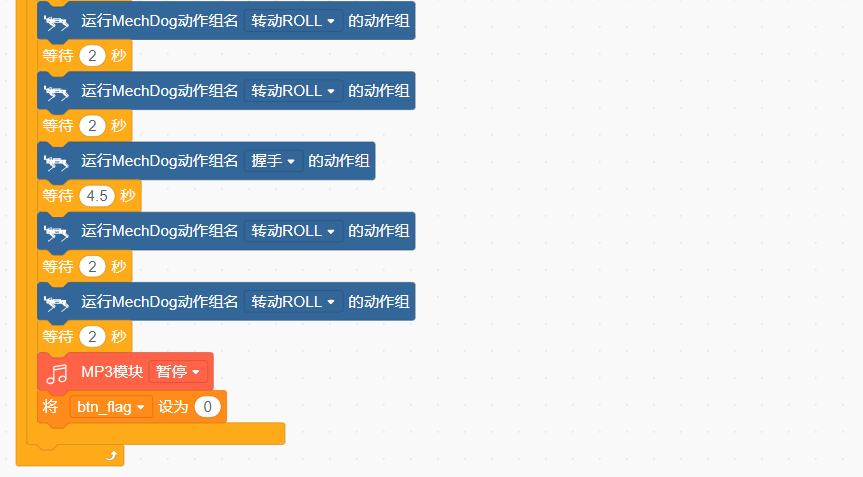 运行MechDog动作组名 转动ROLL 的动作组
等待 2 秒
运行MechDog动作组名 转动ROLL 的动作组
等待 2 秒
运行MechDog动作组名 握手 的动作组
等待 4.5 秒
运行MechDog动作组名 转动ROLL 的动作组
等待 2 秒
运行MechDog动作组名 转动ROLL 的动作组
等待 2 秒
MP3模块 暂停
将 btn_flag 设为 0